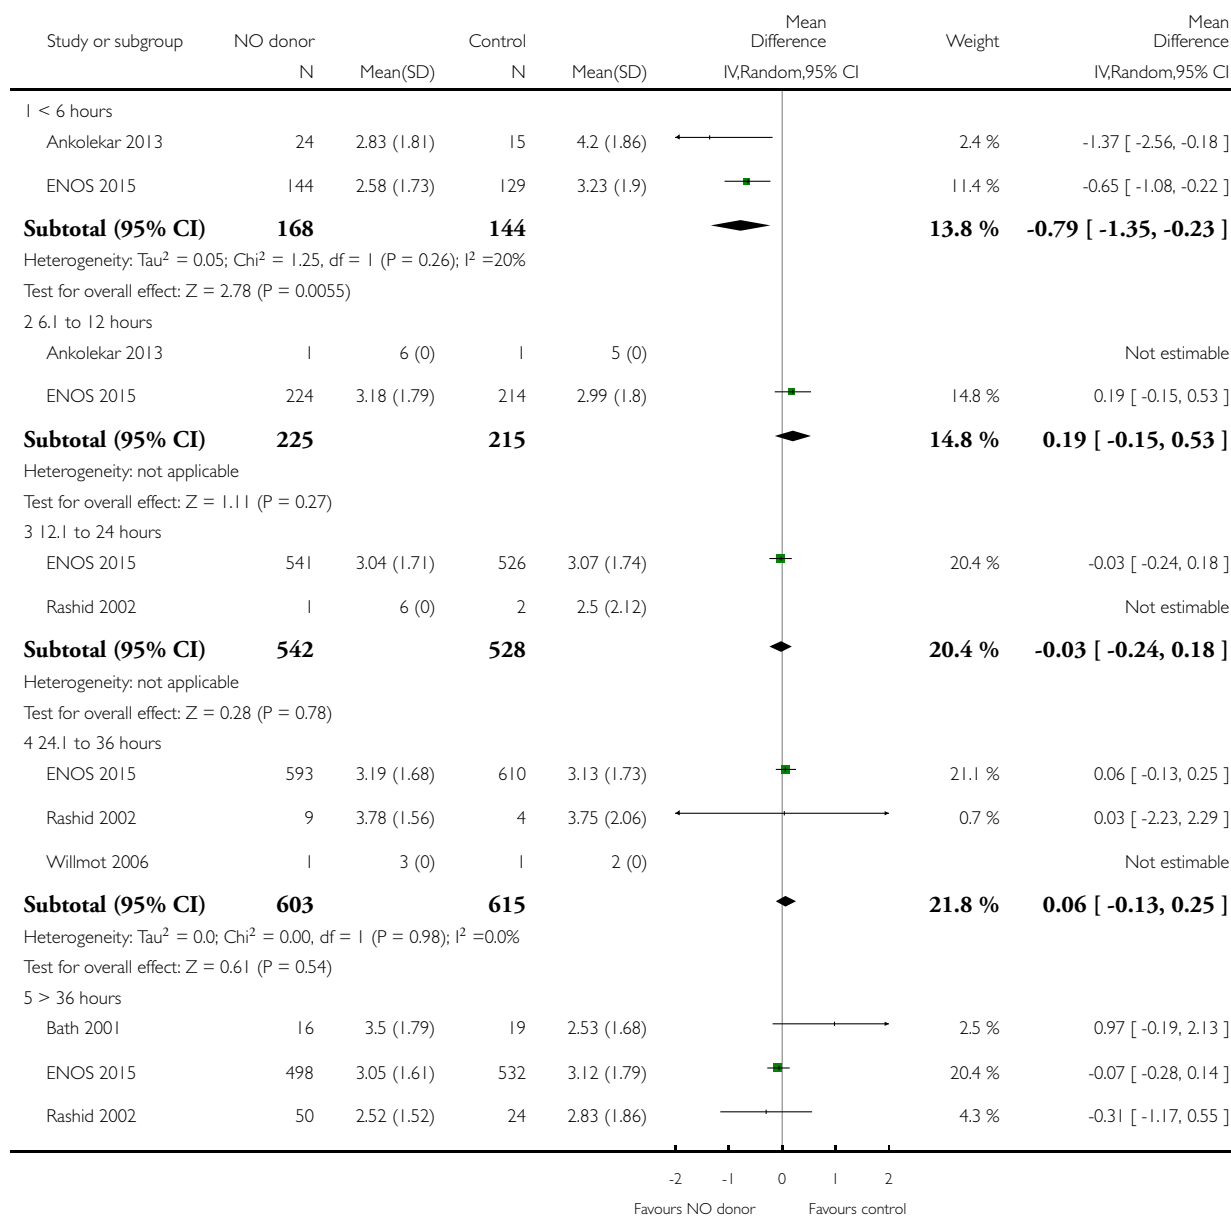 Study or subgroup NO donor Control Mean Difference Weight Mean Difference
N Mean(SD) N Mean(SD) IV,Random,95% CI IV,Random,95% CI
1 < 6 hours
Ankolekar 2013 24 2.83 (1.81) 15 4.2 (1.86) 2.4 % -1.37 [ -2.56, -0.18 ]
ENOS 2015 144 2.58 (1.73) 129 3.23 (1.9) 11.4 % -0.65 [ -1.08, -0.22 ]
Subtotal (95% CI) 168 144 13.8 % -0.79 [ -1.35, -0.23 ]
Heterogeneity: Tau² = 0.05; Chi² = 1.25, df = 1 (P = 0.26); I² =20%
Test for overall effect: Z = 2.78 (P = 0.0055)
2 6.1 to 12 hours
Ankolekar 2013 1 6 (0) 1 5 (0) Not estimable
ENOS 2015 224 3.18 (1.79) 214 2.99 (1.8) 14.8 % 0.19 [ -0.15, 0.53 ]
Subtotal (95% CI) 225 215 14.8 % 0.19 [ -0.15, 0.53 ]
Heterogeneity: not applicable
Test for overall effect: Z = 1.11 (P = 0.27)
3 12.1 to 24 hours
ENOS 2015 541 3.04 (1.71) 526 3.07 (1.74) 20.4 % -0.03 [ -0.24, 0.18 ]
Rashid 2002 1 6 (0) 2 2.5 (2.12) Not estimable
Subtotal (95% CI) 542 528 20.4 % -0.03 [ -0.24, 0.18 ]
Heterogeneity: not applicable
Test for overall effect: Z = 0.28 (P = 0.78)
4 24.1 to 36 hours
ENOS 2015 593 3.19 (1.68) 610 3.13 (1.73) 21.1 % 0.06 [ -0.13, 0.25 ]
Rashid 2002 9 3.78 (1.56) 4 3.75 (2.06) 0.7 % 0.03 [ -2.23, 2.29 ]
Willmot 2006 1 3 (0) 1 2 (0) Not estimable
Subtotal (95% CI) 603 615 21.8 % 0.06 [ -0.13, 0.25 ]
Heterogeneity: Tau² = 0.0; Chi² = 0.00, df = 1 (P = 0.98); I² =0.0%
Test for overall effect: Z = 0.61 (P = 0.54)
5 > 36 hours
Bath 2001 16 3.5 (1.79) 19 2.53 (1.68) 2.5 % 0.97 [ -0.19, 2.13 ]
ENOS 2015 498 3.05 (1.61) 532 3.12 (1.79) 20.4 % -0.07 [ -0.28, 0.14 ]
Rashid 2002 50 2.52 (1.52) 24 2.83 (1.86) 4.3 % -0.31 [ -1.17, 0.55 ]
-2 -1 0 1 2
Favours NO donor Favours control